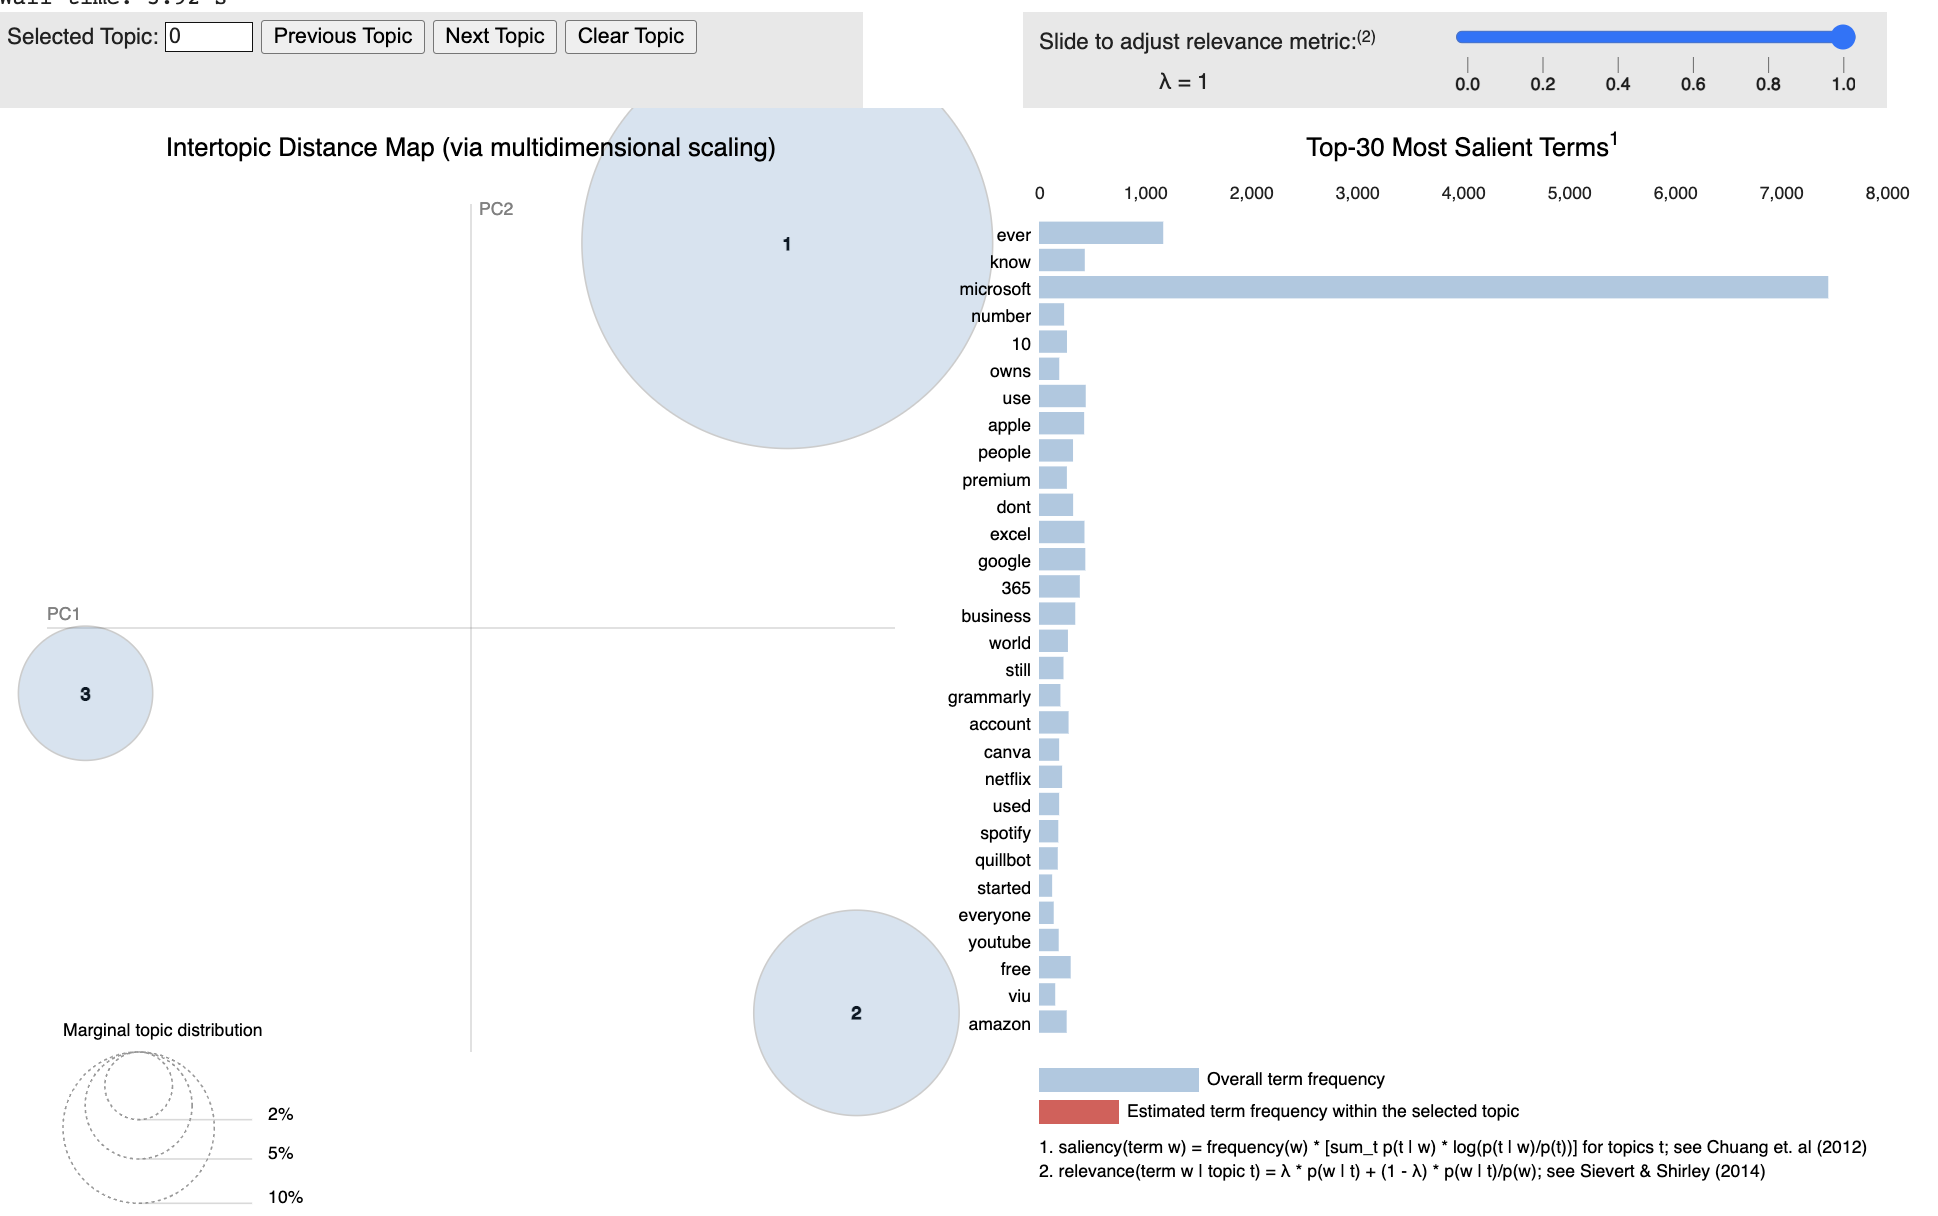 Wall time: 3.92 s
Selected Topic: 0 Previous Topic Next Topic Clear Topic
Slide to adjust relevance metric:(2)
λ = 1
0.0 0.2 0.4 0.6 0.8 1.0
Intertopic Distance Map (via multidimensional scaling)
PC2
PC1
1
3
2
Marginal topic distribution
2%
5%
10%
Top-30 Most Salient Terms1
0 1,000 2,000 3,000 4,000 5,000 6,000 7,000 8,000
ever
know
microsoft
number
10
owns
use
apple
people
premium
dont
excel
google
365
business
world
still
grammarly
account
canva
netflix
used
spotify
quillbot
started
everyone
youtube
free
viu
amazon
Overall term frequency
Estimated term frequency within the selected topic
1. saliency(term w) = frequency(w) * [sum_t p(t | w) * log(p(t | w)/p(t))] for topics t; see Chuang et. al (2012)
2. relevance(term w | topic t) = λ * p(w | t) + (1 - λ) * p(w | t)/p(w); see Sievert & Shirley (2014)